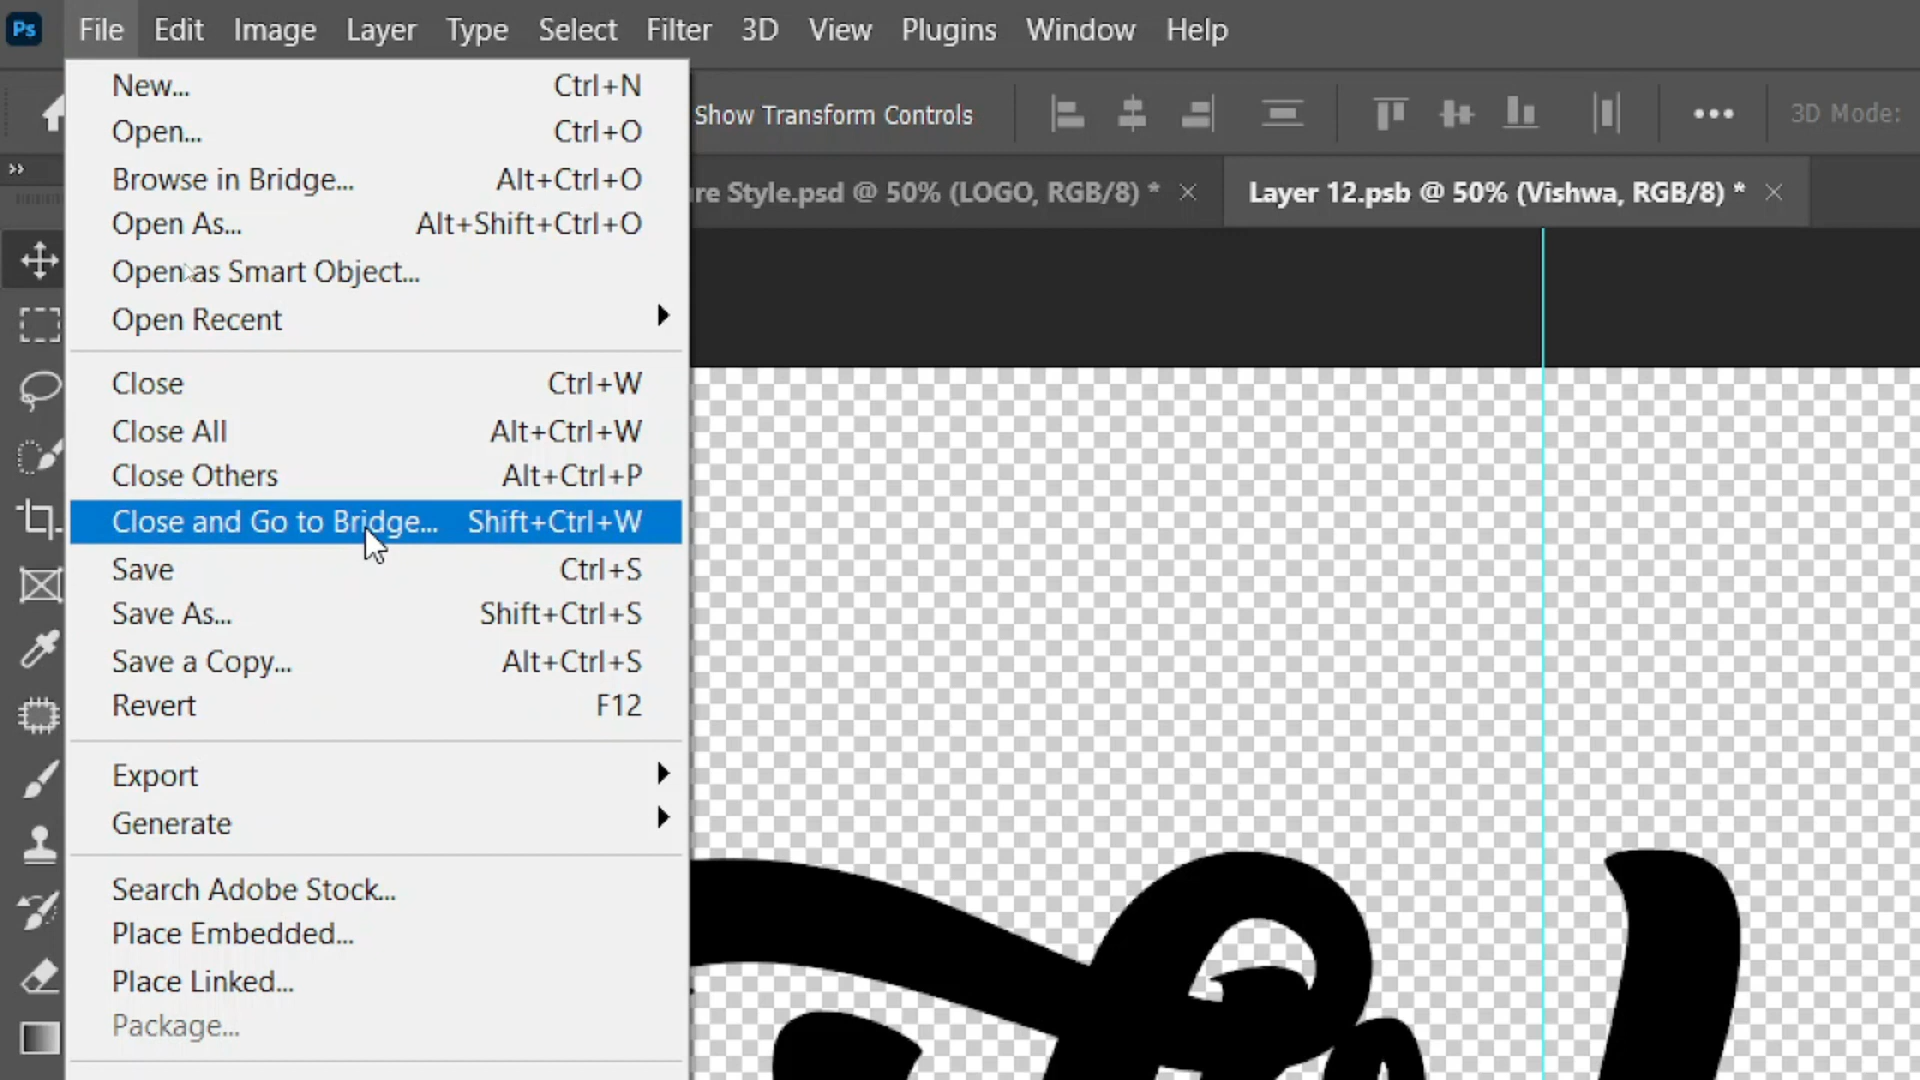 Ps File Edit Image Layer Type Select Filter 3D View Plugins Window Help
Show Transform Controls 3D Mode:
re Style.psd @ 50% (LOGO, RGB/8) * Layer 12.psb @ 50% (Vishwa, RGB/8) *
New... Ctrl+N
Open... Ctrl+O
Browse in Bridge... Alt+Ctrl+O
Open As... Alt+Shift+Ctrl+O
Open as Smart Object...
Open Recent
Close Ctrl+W
Close All Alt+Ctrl+W
Close Others Alt+Ctrl+P
Close and Go to Bridge... Shift+Ctrl+W
Save Ctrl+S
Save As... Shift+Ctrl+S
Save a Copy... Alt+Ctrl+S
Revert F12
Export
Generate
Search Adobe Stock...
Place Embedded...
Place Linked...
Package...